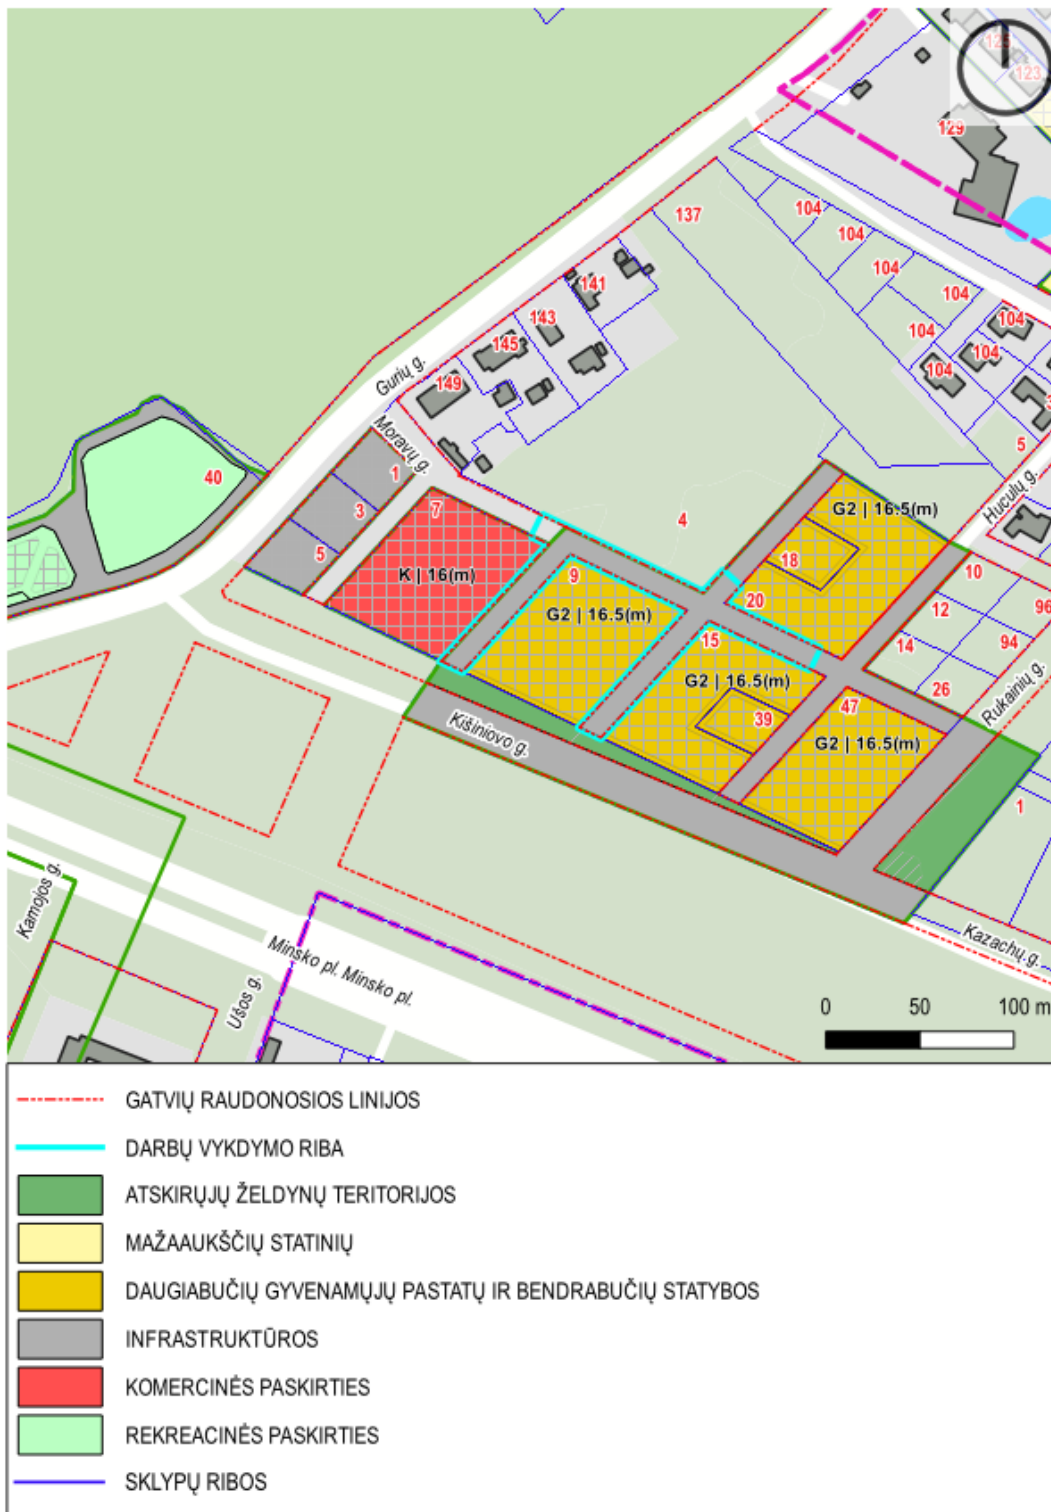 125
123
129
137
104
104
104
104
104
104
104
104
141
143
145
149
Gurių g.
Moravų g.
40
1
3
5
7
K | 16(m)
4
5
Huculų g.
G2 | 16.5(m)
18
20
9
G2 | 16.5(m)
15
G2 | 16.5(m)
39
47
G2 | 16.5(m)
10
12
14
96
94
26
Rukainių g.
1
Kišiniovo g.
Kazachų g.
Kamojos g.
Minsko pl. Minsko pl.
Ušos g.
0 50 100 m
GATVIŲ RAUDONOSIOS LINIJOS
DARBŲ VYKDYMO RIBA
ATSKIRŲJŲ ŽELDYNŲ TERITORIJOS
MAŽAAUKŠČIŲ STATINIŲ
DAUGIABUČIŲ GYVENAMŲJŲ PASTATŲ IR BENDRABUČIŲ STATYBOS
INFRASTRUKTŪROS
KOMERCINĖS PASKIRTIES
REKREACINĖS PASKIRTIES
SKLYPŲ RIBOS